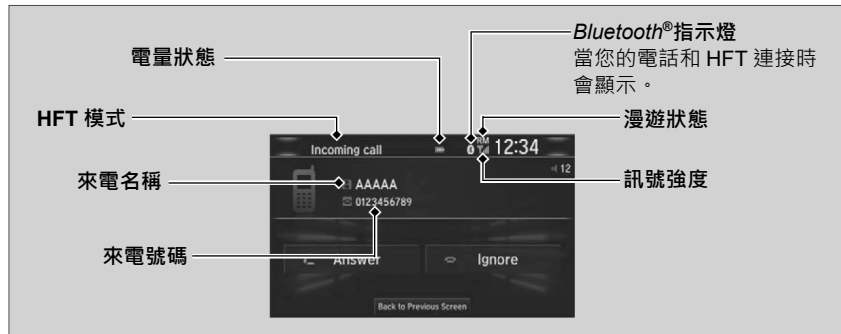 Bluetooth®指示燈
當您的電話和 HFT 連接時
會顯示。
電量狀態
HFT 模式
漫遊狀態
來電名稱
訊號強度
來電號碼
Incoming call
RM
12:34
12
AAAAA
0123456789
Answer
Ignore
Back to Previous Screen